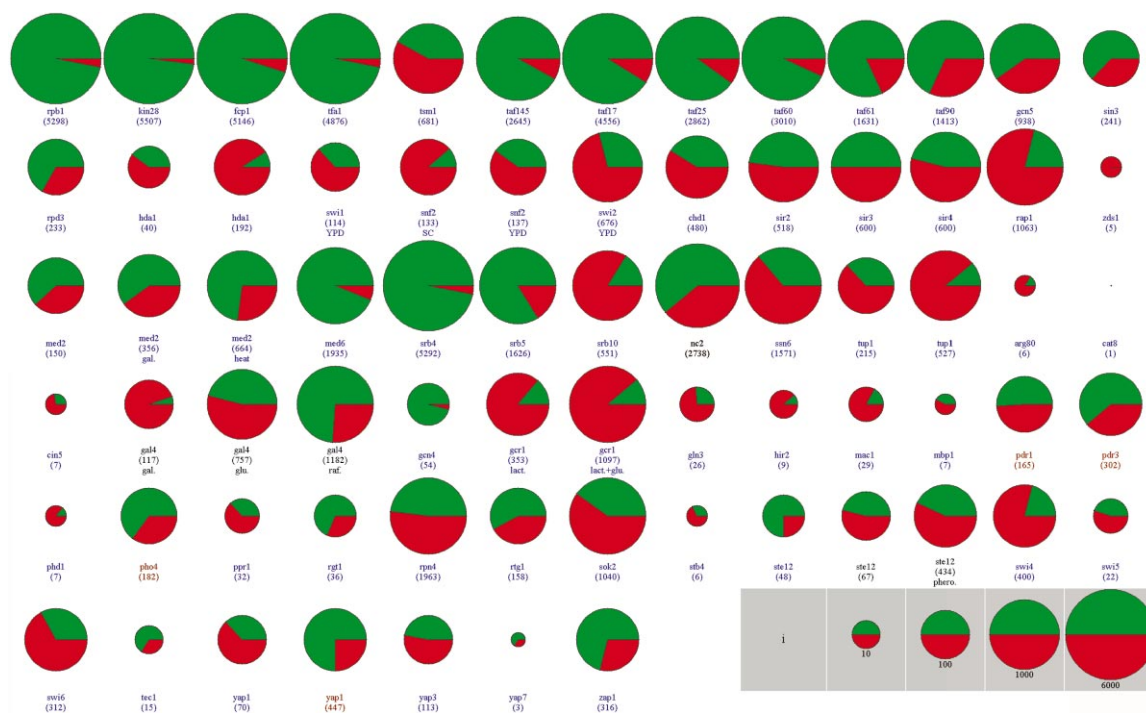 rpb1 kin28 fcp1 tfa1 tsm1 taf145 taf17 taf25 taf60 taf61 taf90 gcn5 sin3
(5298) (5507) (5146) (4876) (681) (2645) (4556) (2862) (3010) (1631) (1413) (938) (241)
rpd3 hda1 hda1 swi1 snf2 snf2 swi2 chd1 sir2 sir3 sir4 rap1 zds1
(233) (40) (192) (114) (133) (137) (676) (480) (518) (600) (600) (1063) (5)
YPD SC YPD YPD
med2 med2 med2 med6 srb4 srb5 srb10 nc2 ssn6 tup1 tup1 arg80 cat8
(150) (356) (664) (1935) (5292) (1626) (551) (2738) (1571) (215) (527) (6) (1)
gal. heat
cin5 gal4 gal4 gal4 gcn4 gcr1 gcr1 gln3 hir2 mac1 mbp1 pdr1 pdr3
(7) (117) (757) (1182) (54) (353) (1097) (26) (9) (29) (7) (165) (302)
gal. glu. raf. lact. lact.+glu.
phd1 pho4 ppr1 rgt1 rpn4 rtg1 sok2 stb4 ste12 ste12 ste12 swi4 swi5
(7) (182) (32) (36) (1963) (158) (1040) (6) (48) (67) (434) (400) (22)
phero.
i 10 100 1000 6000
swi6 tec1 yap1 yap1 yap3 yap7 zap1
(312) (15) (70) (447) (113) (3) (316)